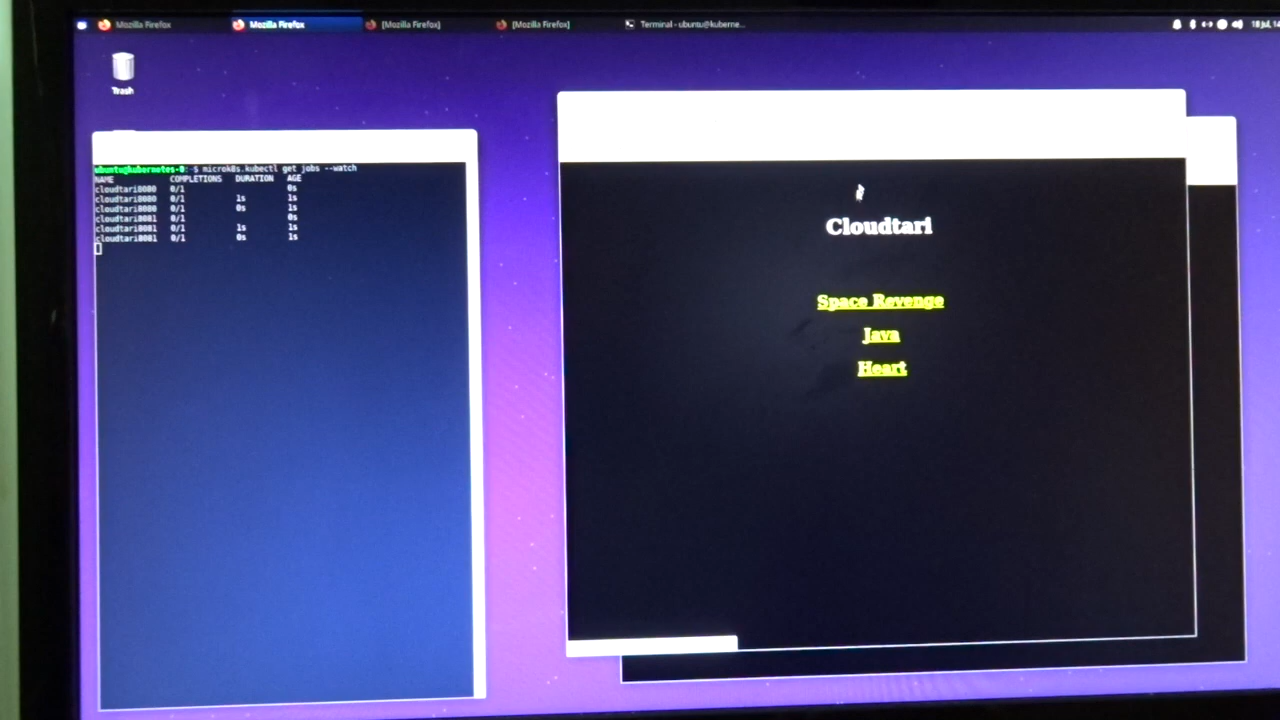 Mozilla Firefox
Mozilla Firefox
[Mozilla Firefox]
[Mozilla Firefox]
Terminal - ubuntu@kuberne...
18 Jul, 14
Trash
ubuntu@kubernetes-0:~$ microk8s.kubectl get jobs --watch
NAME COMPLETIONS DURATION AGE
cloudtari8080 0/1 0s
cloudtari8080 0/1 1s 1s
cloudtari8080 0/1 0s 1s
cloudtari8081 0/1 0s
cloudtari8081 0/1 1s 1s
cloudtari8081 0/1 0s 1s
Cloudtari
Space Revenge
Java
Heart